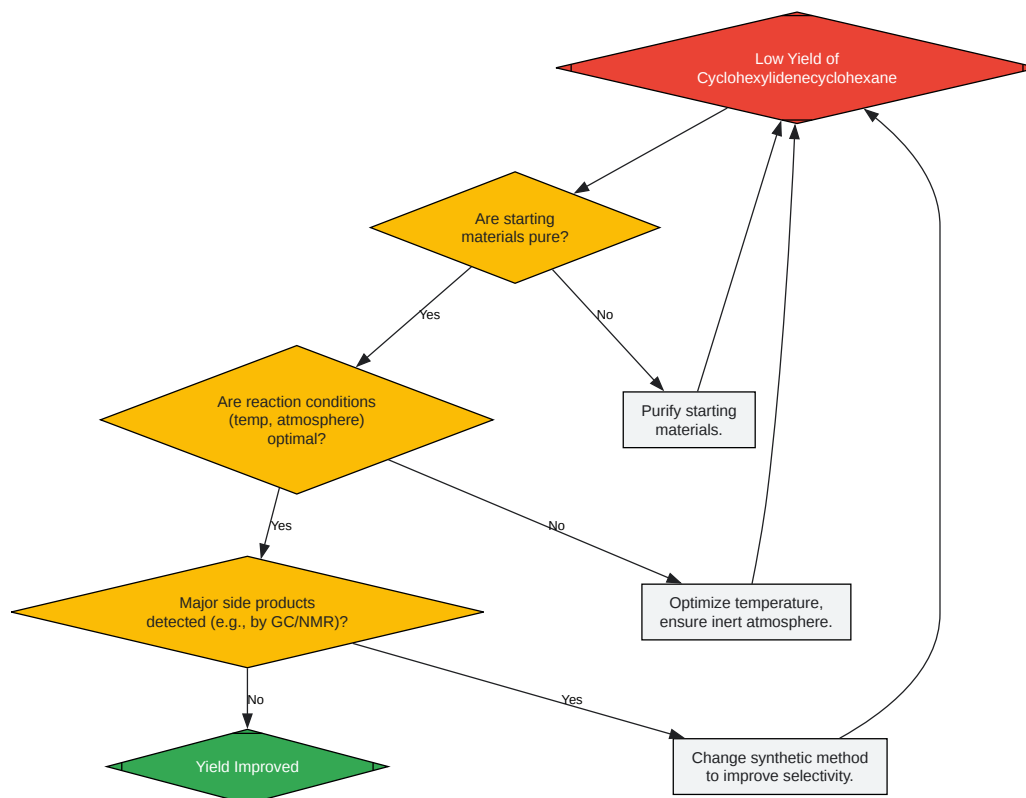 Low Yield of
Cyclohexylidenecyclohexane
Are starting
materials pure?
Yes
No
Are reaction conditions
(temp, atmosphere)
optimal?
Purify starting
materials.
Yes
No
Major side products
detected (e.g., by GC/NMR)?
Optimize temperature,
ensure inert atmosphere.
No
Yes
Yield Improved
Change synthetic method
to improve selectivity.